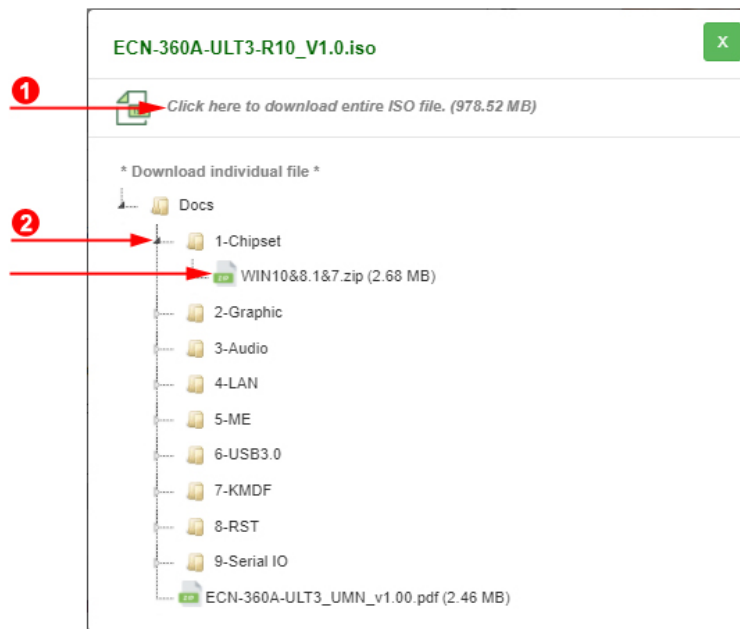 ECN-360A-ULT3-R10_V1.0.iso
X
1
Click here to download entire ISO file. (978.52 MB)
* Download individual file *
Docs
2
1-Chipset
ZIP
WIN10&8.1&7.zip (2.68 MB)
2-Graphic
3-Audio
4-LAN
5-ME
6-USB3.0
7-KMDF
8-RST
9-Serial IO
ZIP
ECN-360A-ULT3_UMN_v1.00.pdf (2.46 MB)